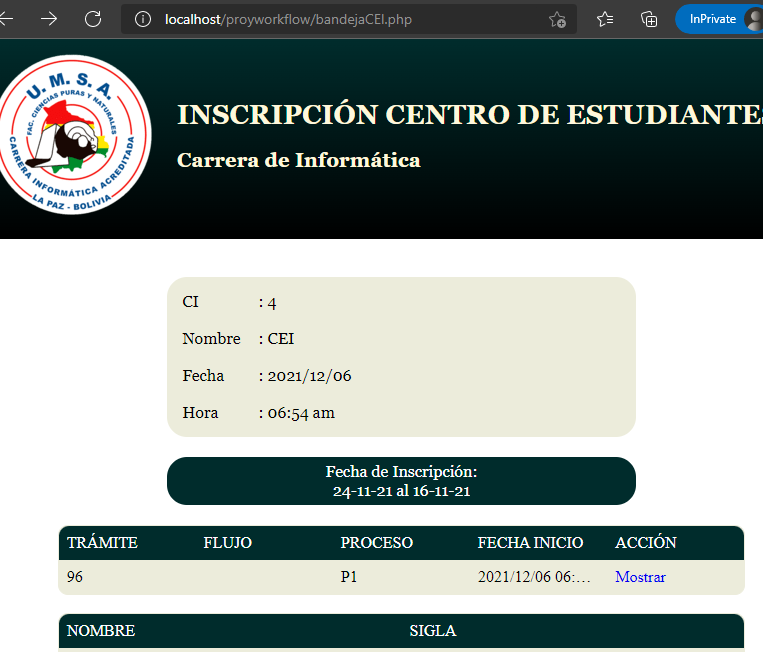 localhost/proyworkflow/bandejaCEI.php
InPrivate
U. M. S. A.
FAC. CIENCIAS PURAS Y NATURALES
CARRERA INFORMÁTICA ACREDITADA
LA PAZ - BOLIVIA
INSCRIPCIÓN CENTRO DE ESTUDIANTES
Carrera de Informática
CI : 4
Nombre : CEI
Fecha : 2021/12/06
Hora : 06:54 am
Fecha de Inscripción:
24-11-21 al 16-11-21
TRÁMITE FLUJO PROCESO FECHA INICIO ACCIÓN
96 P1 2021/12/06 06:... Mostrar
NOMBRE SIGLA